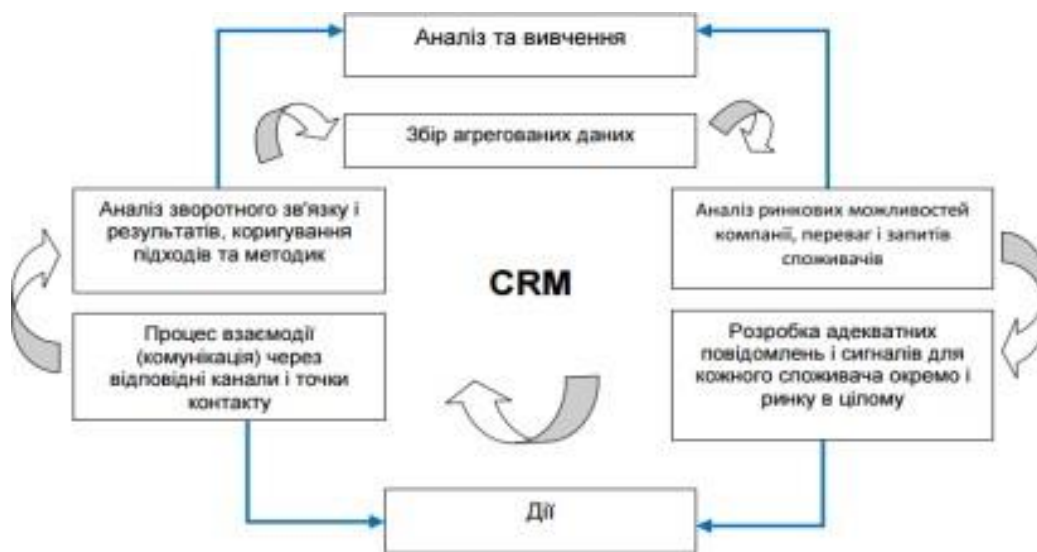 Аналіз та вивчення
Збір агрегованих даних
Аналіз зворотного зв'язку і
результатів, коригування
підходів та методик
Аналіз ринкових можливостей
компанії, переваг і запитів
споживачів
CRM
Процес взаємодії
(комунікація) через
відповідні канали і точки
контакту
Розробка адекватних
повідомлень і сигналів для
кожного споживача окремо і
ринку в цілому
Дії